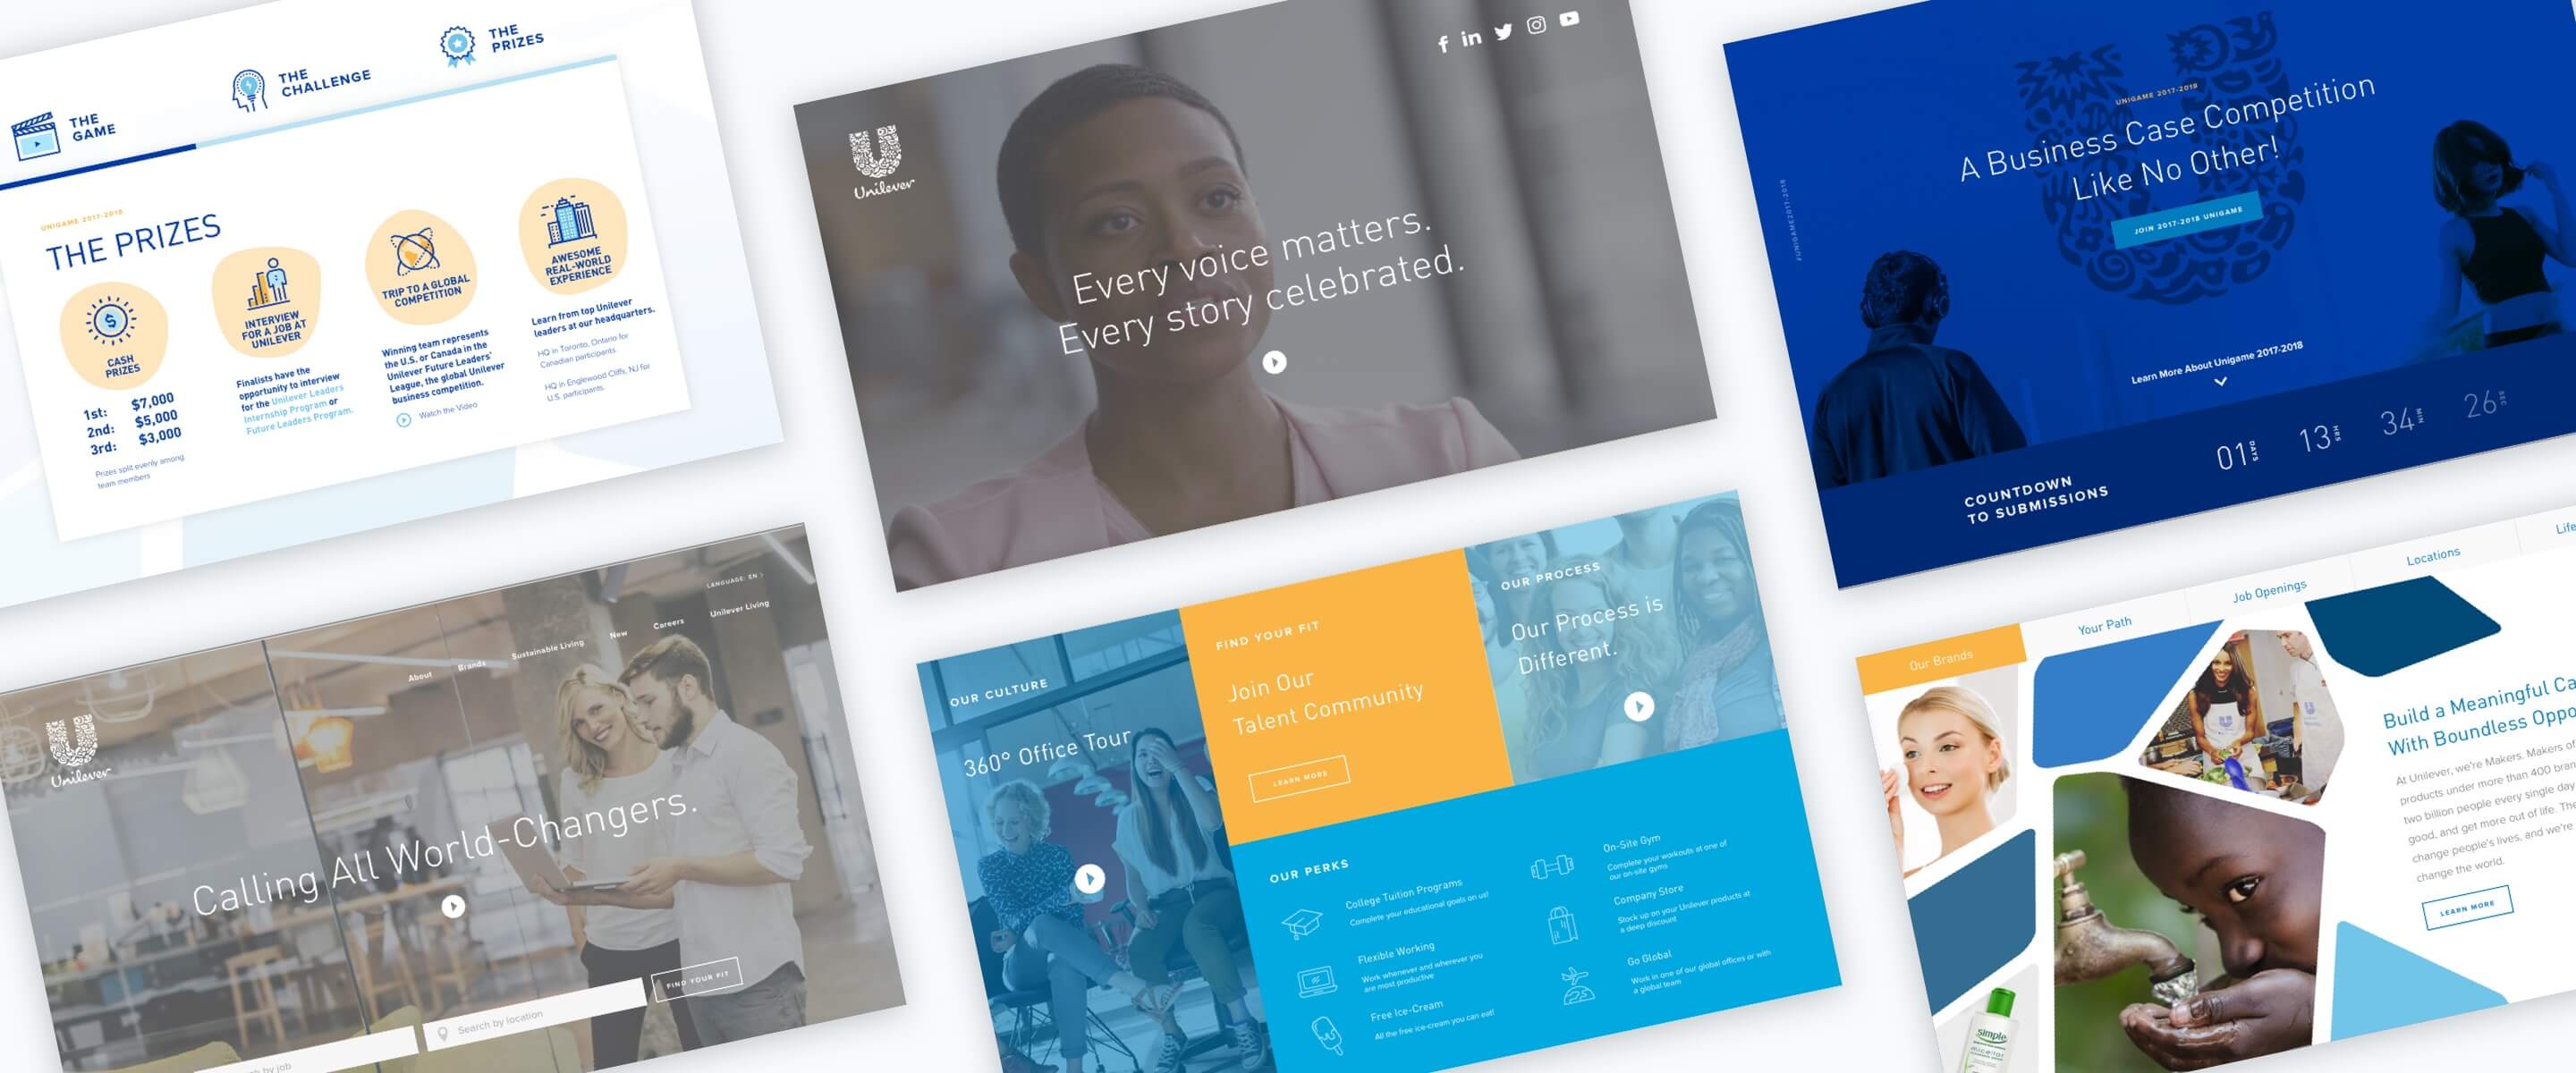 THE
GAME
THE
CHALLENGE
THE
PRIZES
UNIGAME 2017-2018
THE PRIZES
CASH
PRIZES
1st: $7,000
2nd: $5,000
3rd: $3,000
Prizes split evenly among
team members
INTERVIEW
FOR A JOB AT
UNILEVER
Finalists have the
opportunity to interview
for the Unilever Leaders
Internship Program or
Future Leaders Program.
TRIP TO A GLOBAL
COMPETITION
Winning team represents
the U.S. or Canada in the
Unilever Future Leaders'
League, the global Unilever
business competition.
Watch the Video
AWESOME
REAL-WORLD
EXPERIENCE
Learn from top Unilever
leaders at our headquarters.
HQ in Toronto, Ontario for
Canadian participants.
HQ in Englewood Cliffs, NJ for
U.S. participants.
f in
Unilever
Every voice matters.
Every story celebrated.
UNIGAME 2017-2018
A Business Case Competition
Like No Other!
JOIN 2017-2018 UNIGAME
#UNIGAME2017-2018
Learn More About Unigame 2017-2018
COUNTDOWN
TO SUBMISSIONS
01 DAYS 13 HRS 34 MIN 26 SEC
LANGUAGE: EN
About Brands Sustainable Living New Careers Unilever Living
Unilever
Calling All World-Changers.
by job
Search by location
FIND YOUR FIT
OUR CULTURE
360° Office Tour
FIND YOUR FIT
Join Our
Talent Community
LEARN MORE
OUR PROCESS
Our Process is
Different.
OUR PERKS
College Tuition Programs
Complete your educational goals on us!
Flexible Working
Work whenever and wherever you
are most productive
Free Ice-Cream
All the free ice-cream you can eat!
On-Site Gym
Complete your workouts at one of
our on-site gyms
Company Store
Stock up on your Unilever products at
a deep discount
Go Global
Work in one of our global offices or with
a global team
Our Brands Your Path Job Openings Locations Life
Build a Meaningful Ca
With Boundless Oppo
At Unilever, we're Makers. Makers of
products under more than 400 bran
two billion people every single day
good, and get more out of life. The
change people's lives, and we're
change the world.
LEARN MORE
simple
micellar